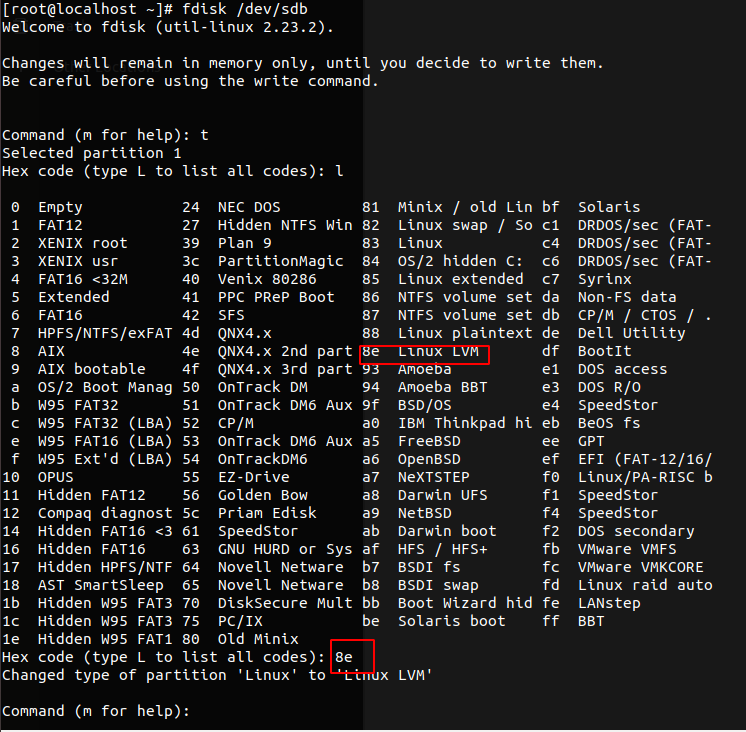 [root@localhost ~]# fdisk /dev/sdb
Welcome to fdisk (util-linux 2.23.2).
Changes will remain in memory only, until you decide to write them.
Be careful before using the write command.
Command (m for help): t
Selected partition 1
Hex code (type L to list all codes): l
0 Empty 24 NEC DOS 81 Minix / old Lin bf Solaris
1 FAT12 27 Hidden NTFS Win 82 Linux swap / So c1 DRDOS/sec (FAT-
2 XENIX root 39 Plan 9 83 Linux c4 DRDOS/sec (FAT-
3 XENIX usr 3c PartitionMagic 84 OS/2 hidden C: c6 DRDOS/sec (FAT-
4 FAT16 <32M 40 Venix 80286 85 Linux extended c7 Syrinx
5 Extended 41 PPC PReP Boot 86 NTFS volume set da Non-FS data
6 FAT16 42 SFS 87 NTFS volume set db CP/M / CTOS / .
7 HPFS/NTFS/exFAT 4d QNX4.x 88 Linux plaintext de Dell Utility
8 AIX 4e QNX4.x 2nd part 8e Linux LVM df BootIt
9 AIX bootable 4f QNX4.x 3rd part 93 Amoeba e1 DOS access
a OS/2 Boot Manag 50 OnTrack DM 94 Amoeba BBT e3 DOS R/O
b W95 FAT32 51 OnTrack DM6 Aux 9f BSD/OS e4 SpeedStor
c W95 FAT32 (LBA) 52 CP/M a0 IBM Thinkpad hi eb BeOS fs
e W95 FAT16 (LBA) 53 OnTrack DM6 Aux a5 FreeBSD ee GPT
f W95 Ext'd (LBA) 54 OnTrackDM6 a6 OpenBSD ef EFI (FAT-12/16/
10 OPUS 55 EZ-Drive a7 NeXTSTEP f0 Linux/PA-RISC b
11 Hidden FAT12 56 Golden Bow a8 Darwin UFS f1 SpeedStor
12 Compaq diagnost 5c Priam Edisk a9 NetBSD f4 SpeedStor
14 Hidden FAT16 <3 61 SpeedStor ab Darwin boot f2 DOS secondary
16 Hidden FAT16 63 GNU HURD or Sys af HFS / HFS+ fb VMware VMFS
17 Hidden HPFS/NTF 64 Novell Netware b7 BSDI fs fc VMware VMKCORE
18 AST SmartSleep 65 Novell Netware b8 BSDI swap fd Linux raid auto
1b Hidden W95 FAT3 70 DiskSecure Mult bb Boot Wizard hid fe LANstep
1c Hidden W95 FAT3 75 PC/IX be Solaris boot ff BBT
1e Hidden W95 FAT1 80 Old Minix
Hex code (type L to list all codes): 8e
Changed type of partition 'Linux' to 'Linux LVM'
Command (m for help):